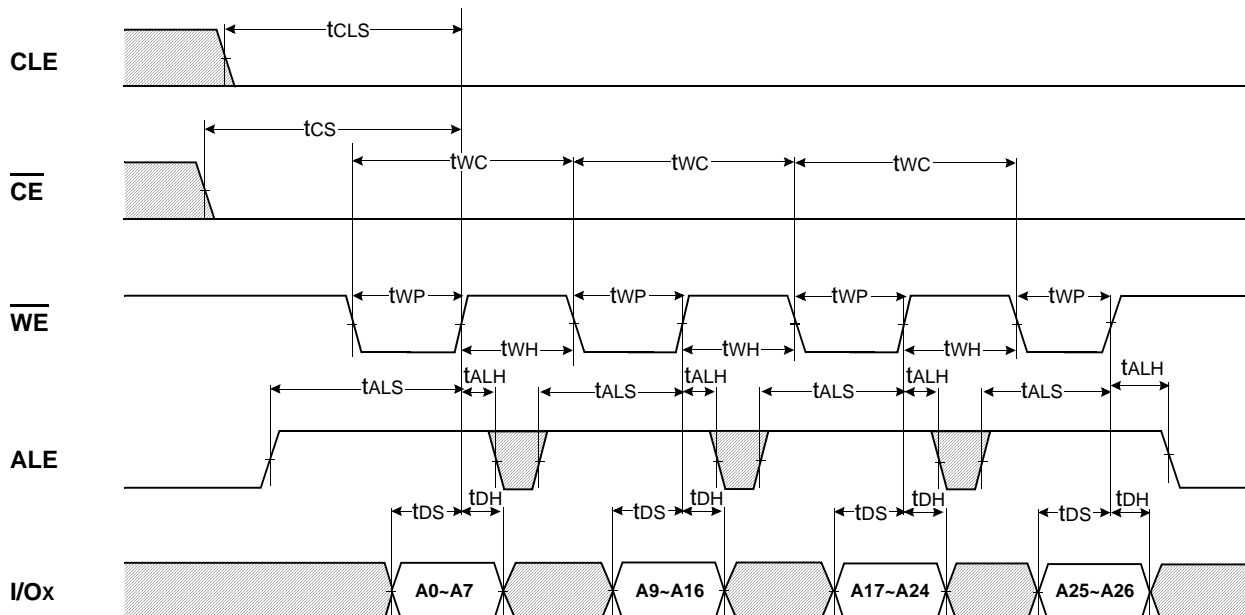 CLE
tCLS
tCS
CE
tWC tWC tWC
WE
tWP tWP tWP tWP
tWH tWH tWH
ALE
tALS tALH tALS tALH tALS tALH tALS tALH
tDS tDH tDS tDH tDS tDH tDS tDH
I/Ox
A0~A7 A9~A16 A17~A24 A25~A26